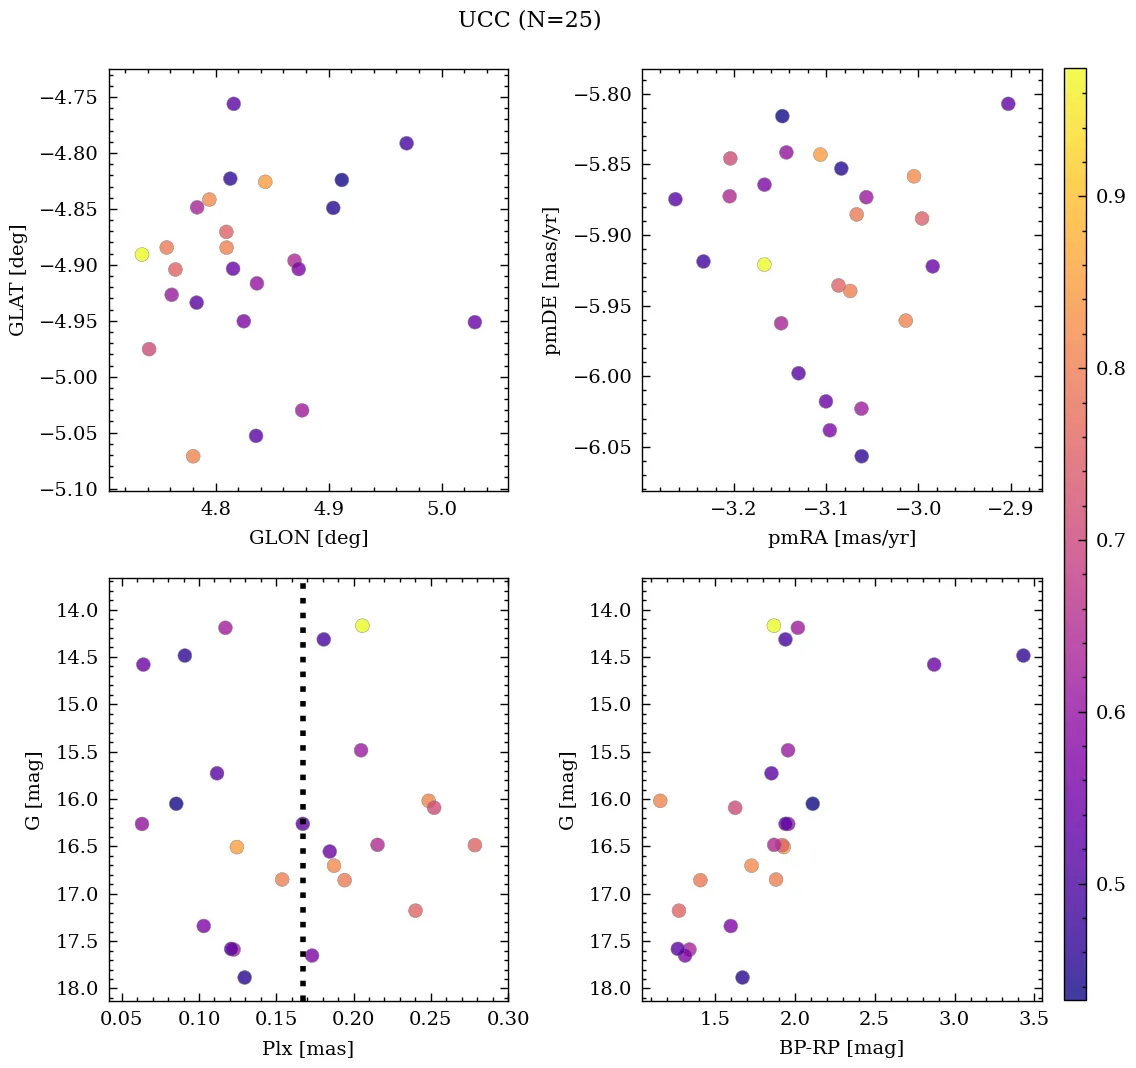 UCC (N=25)
−4.75
−4.80
−4.85
−4.90
−4.95
−5.00
−5.05
−5.10
GLAT [deg]
4.8 4.9 5.0
GLON [deg]
−5.80
−5.85
−5.90
−5.95
−6.00
−6.05
pmDE [mas/yr]
−3.2 −3.1 −3.0 −2.9
pmRA [mas/yr]
14.0
14.5
15.0
15.5
16.0
16.5
17.0
17.5
18.0
G [mag]
0.05 0.10 0.15 0.20 0.25 0.30
Plx [mas]
14.0
14.5
15.0
15.5
16.0
16.5
17.0
17.5
18.0
G [mag]
1.5 2.0 2.5 3.0 3.5
BP-RP [mag]
0.9
0.8
0.7
0.6
0.5